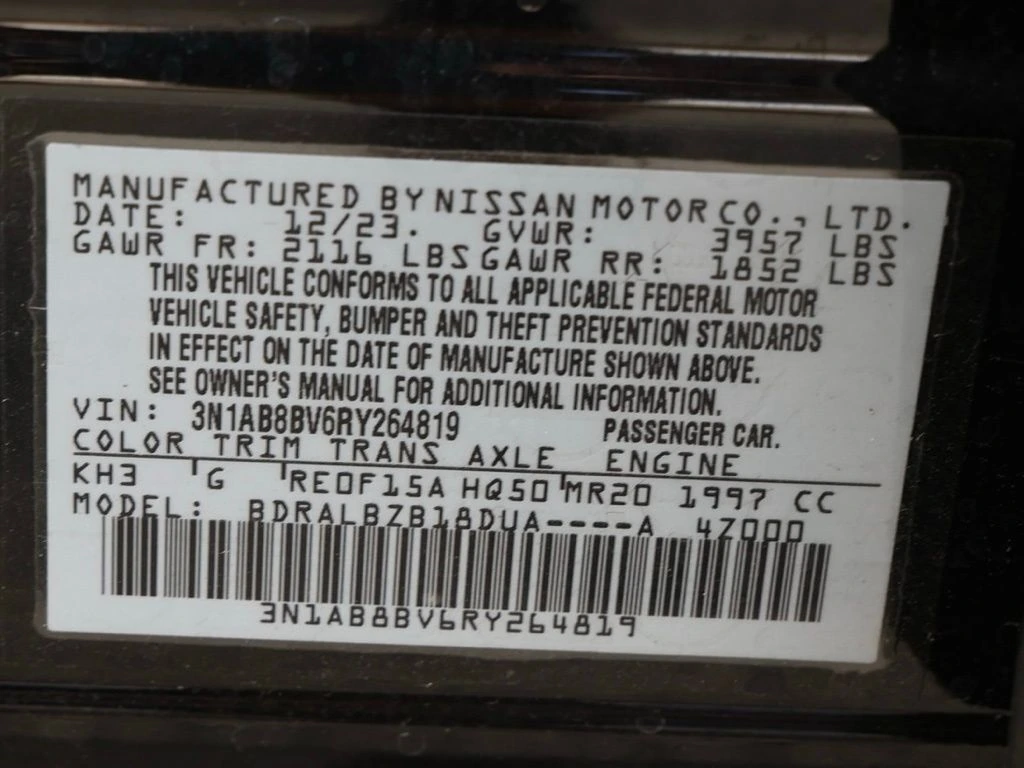 MANUFACTURED BY NISSAN MOTOR CO., LTD.
DATE: 12/23. GVWR: 3957 LBS
GAWR FR: 2116 LBS GAWR RR: 1852 LBS
THIS VEHICLE CONFORMS TO ALL APPLICABLE FEDERAL MOTOR
VEHICLE SAFETY, BUMPER AND THEFT PREVENTION STANDARDS
IN EFFECT ON THE DATE OF MANUFACTURE SHOWN ABOVE.
SEE OWNER'S MANUAL FOR ADDITIONAL INFORMATION.
VIN: 3N1AB8BV6RY264819 PASSENGER CAR.
COLOR TRIM TRANS AXLE ENGINE
KH3 G RE0F15A HQ50 MR20 1997 CC
MODEL: BDRALBZB18DUA----A 4Z000
3N1AB8BV6RY264819